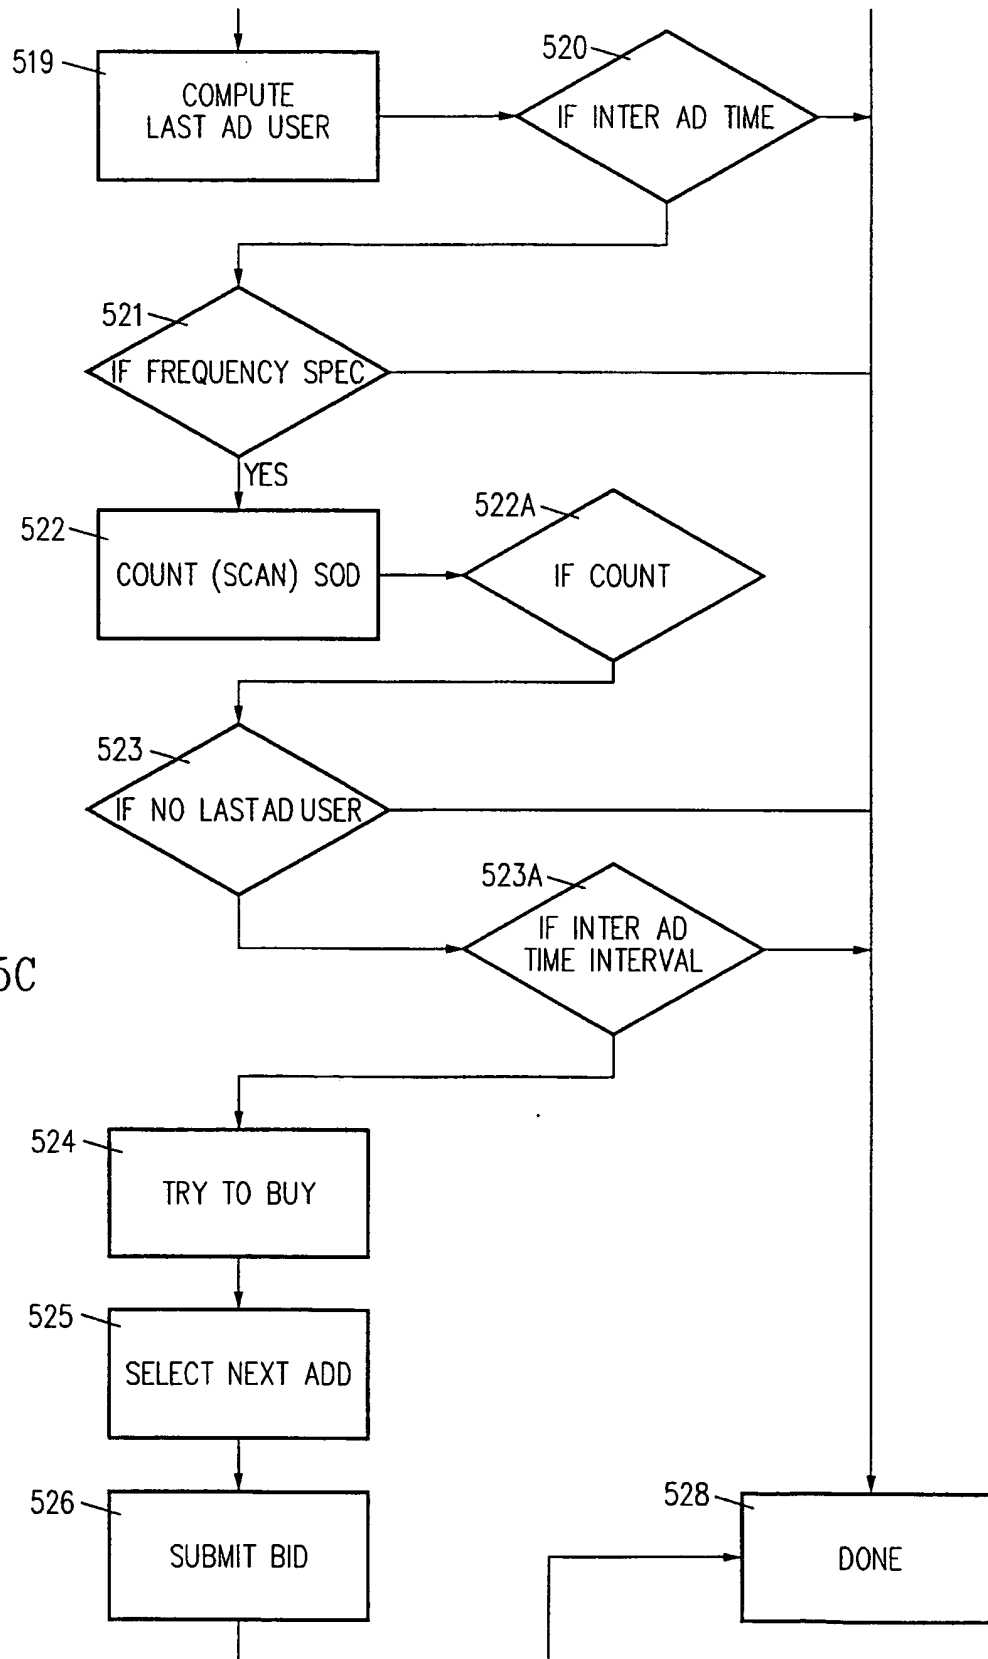 519
COMPUTE
LAST AD USER
520
IF INTER AD TIME
521
IF FREQUENCY SPEC
YES
522
COUNT (SCAN) SOD
522A
IF COUNT
523
IF NO LAST AD USER
523A
IF INTER AD
TIME INTERVAL
5C
524
TRY TO BUY
525
SELECT NEXT ADD
526
SUBMIT BID
528
DONE